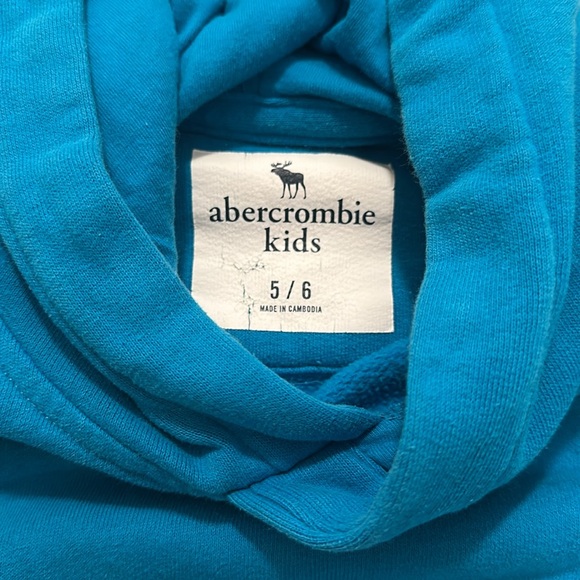 abercrombie
kids
5 / 6
MADE IN CAMBODIA